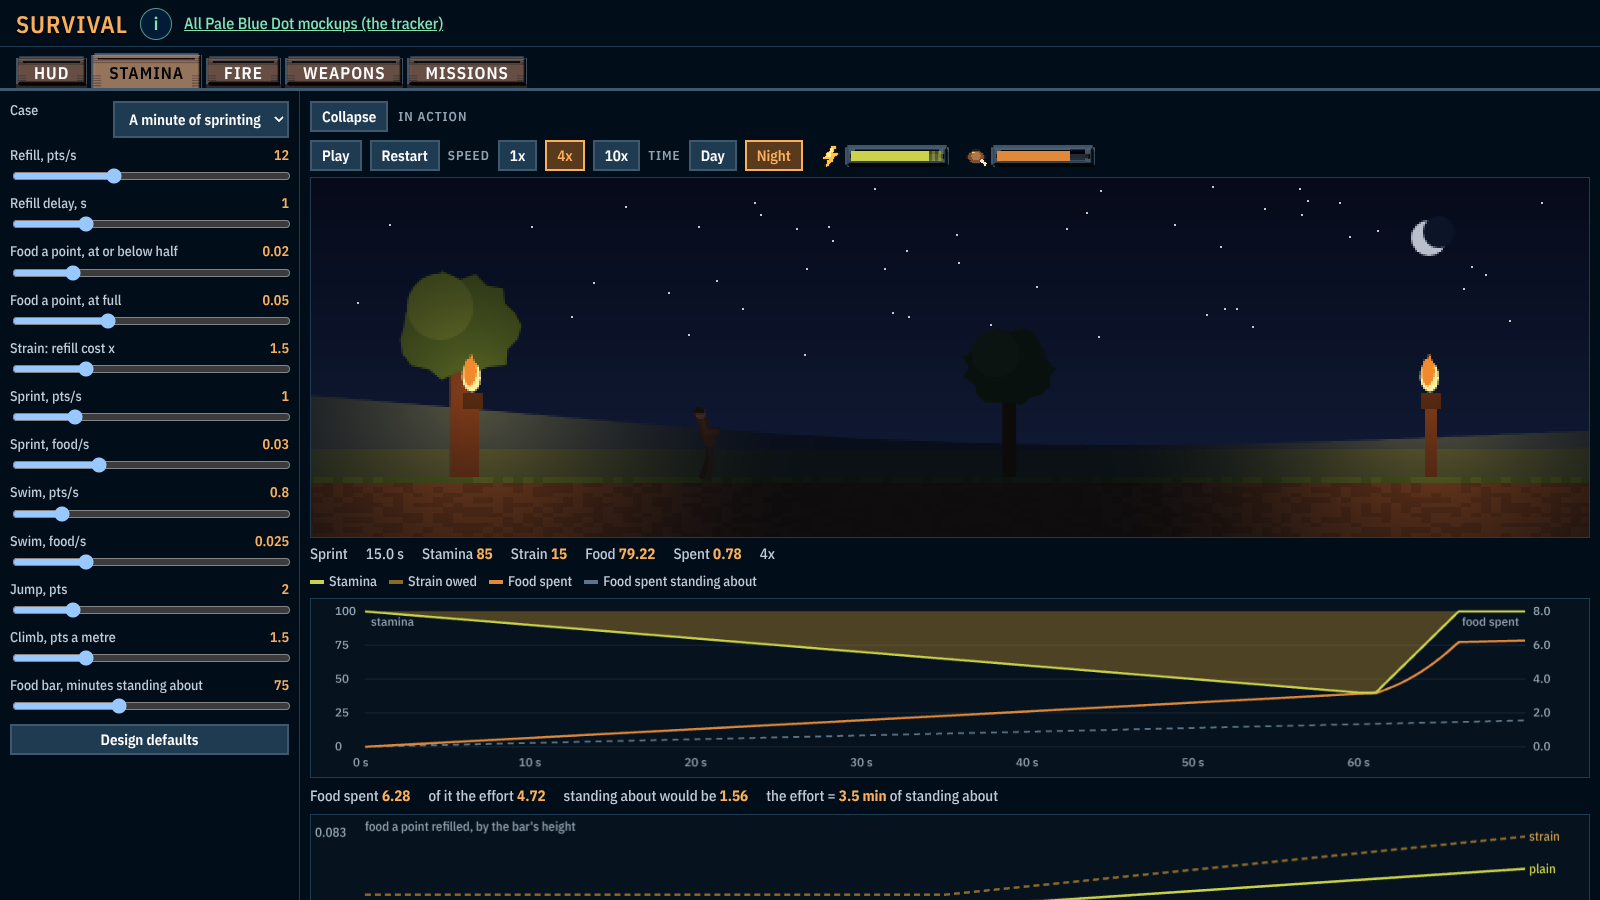 SURVIVAL i All Pale Blue Dot mockups (the tracker)
HUD STAMINA FIRE WEAPONS MISSIONS
Case A minute of sprinting
Refill, pts/s 12
Refill delay, s 1
Food a point, at or below half 0.02
Food a point, at full 0.05
Strain: refill cost x 1.5
Sprint, pts/s 1
Sprint, food/s 0.03
Swim, pts/s 0.8
Swim, food/s 0.025
Jump, pts 2
Climb, pts a metre 1.5
Food bar, minutes standing about 75
Design defaults
Collapse IN ACTION
Play Restart SPEED 1x 4x 10x TIME Day Night
Sprint 15.0 s Stamina 85 Strain 15 Food 79.22 Spent 0.78 4x
Stamina Strain owed Food spent Food spent standing about
100 8.0
stamina food spent
75 6.0
50 4.0
25 2.0
0 0.0
0 s 10 s 20 s 30 s 40 s 50 s 60 s
Food spent 6.28 of it the effort 4.72 standing about would be 1.56 the effort = 3.5 min of standing about
food a point refilled, by the bar's height
0.083
strain
plain